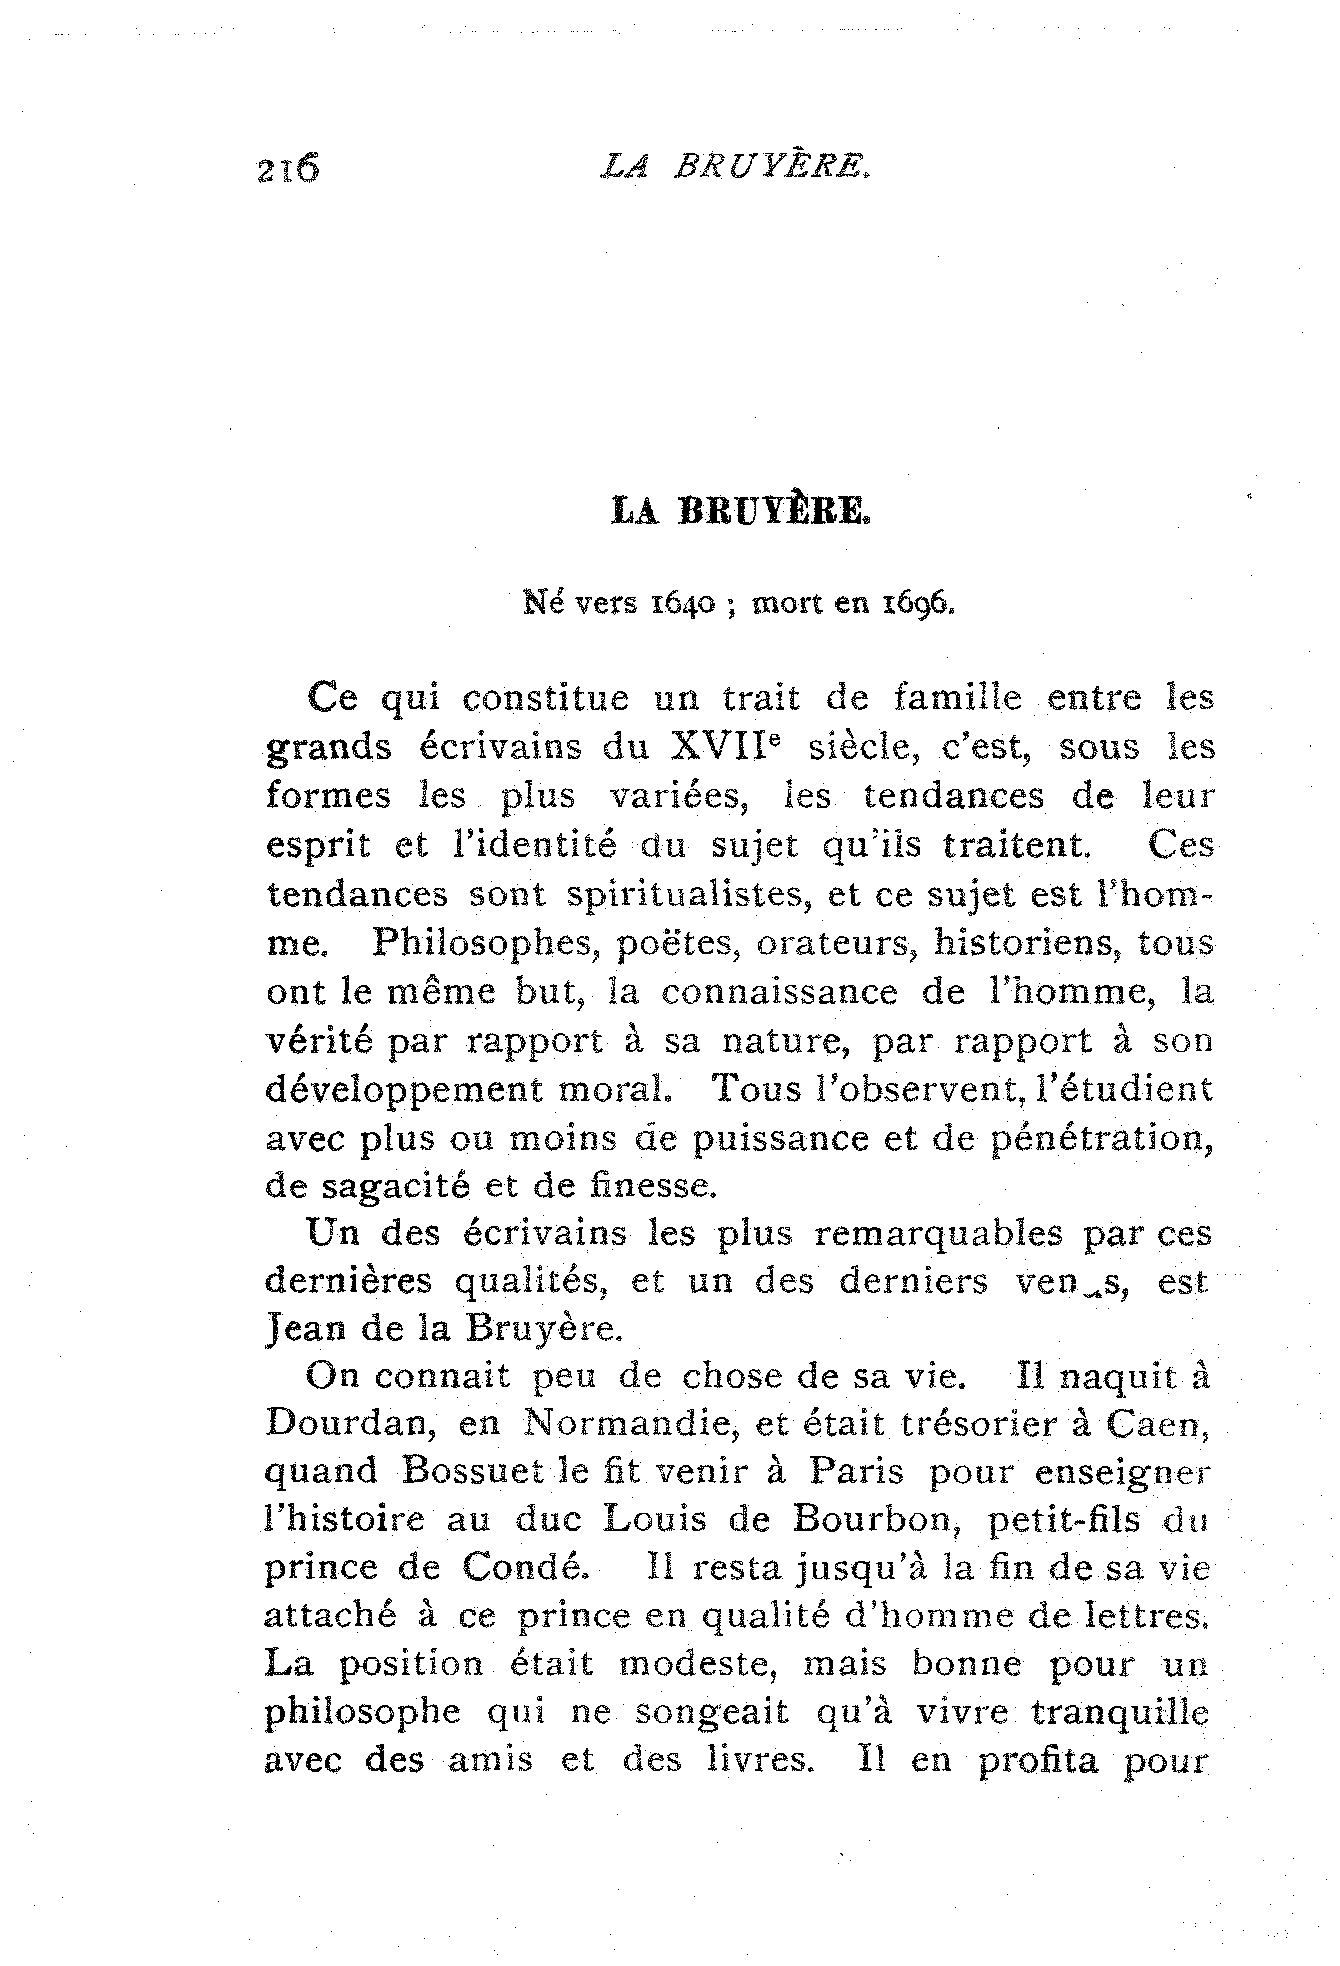 216 LA BRUYÈRE.
LA BRUYÈRE.
Né vers 1640 ; mort en 1696.
Ce qui constitue un trait de famille entre les
grands écrivains du XVIIe siècle, c'est, sous les
formes les plus variées, les tendances de leur
esprit et l'identité du sujet qu'ils traitent. Ces
tendances sont spiritualistes, et ce sujet est l'hom-
me. Philosophes, poëtes, orateurs, historiens, tous
ont le même but, la connaissance de l'homme, la
vérité par rapport à sa nature, par rapport à son
développement moral. Tous l'observent, l'étudient
avec plus ou moins de puissance et de pénétration,
de sagacité et de finesse.
Un des écrivains les plus remarquables par ces
dernières qualités, et un des derniers est
Jean de la Bruyère.
On connait peu de chose de sa vie. Il naquit à
Dourdan, en Normandie, et était trésorier à Caen,
quand Bossuet le fit venir à Paris pour enseigner
l'histoire au duc Louis de Bourbon, petit-fils du
prince de Condé. Il resta jusqu'à la fin de sa vie
attaché à ce prince en qualité d'homme de lettres.
La position était modeste, mais bonne pour un
philosophe qui ne songeait qu'à vivre tranquille
avec des amis et des livres. Il en profita pour